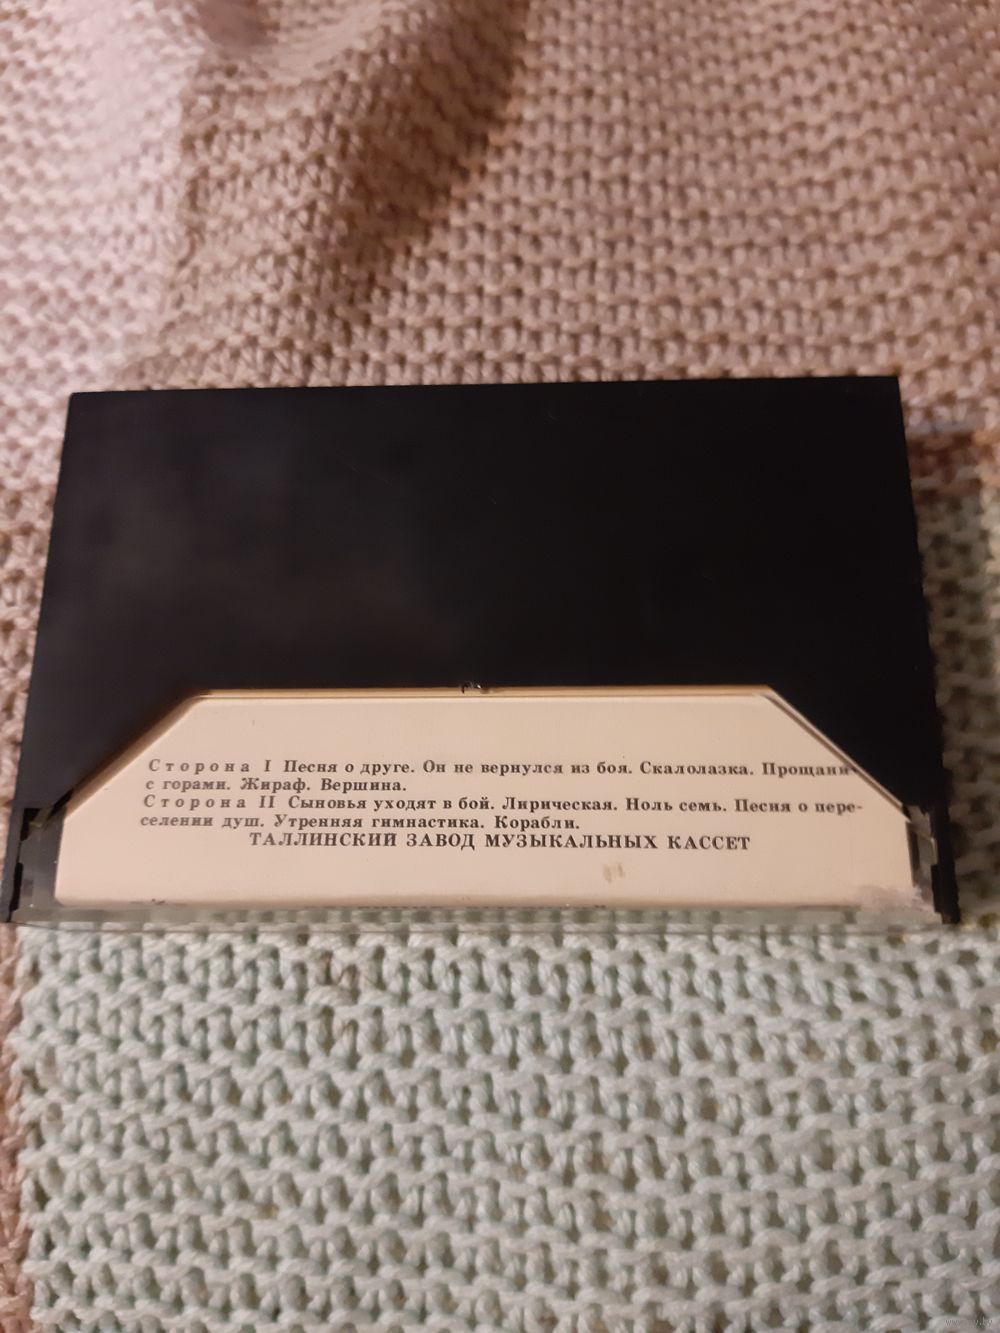 Сторона I Песня о друге. Он не вернулся из боя. Скалолазка. Прощание
с горами. Жираф. Вершина.
Сторона II Сыновья уходят в бой. Лирическая. Ноль семь. Песня о пере-
селении душ. Утренняя гимнастика. Корабли.
ТАЛЛИНСКИЙ ЗАВОД МУЗЫКАЛЬНЫХ КАССЕТ